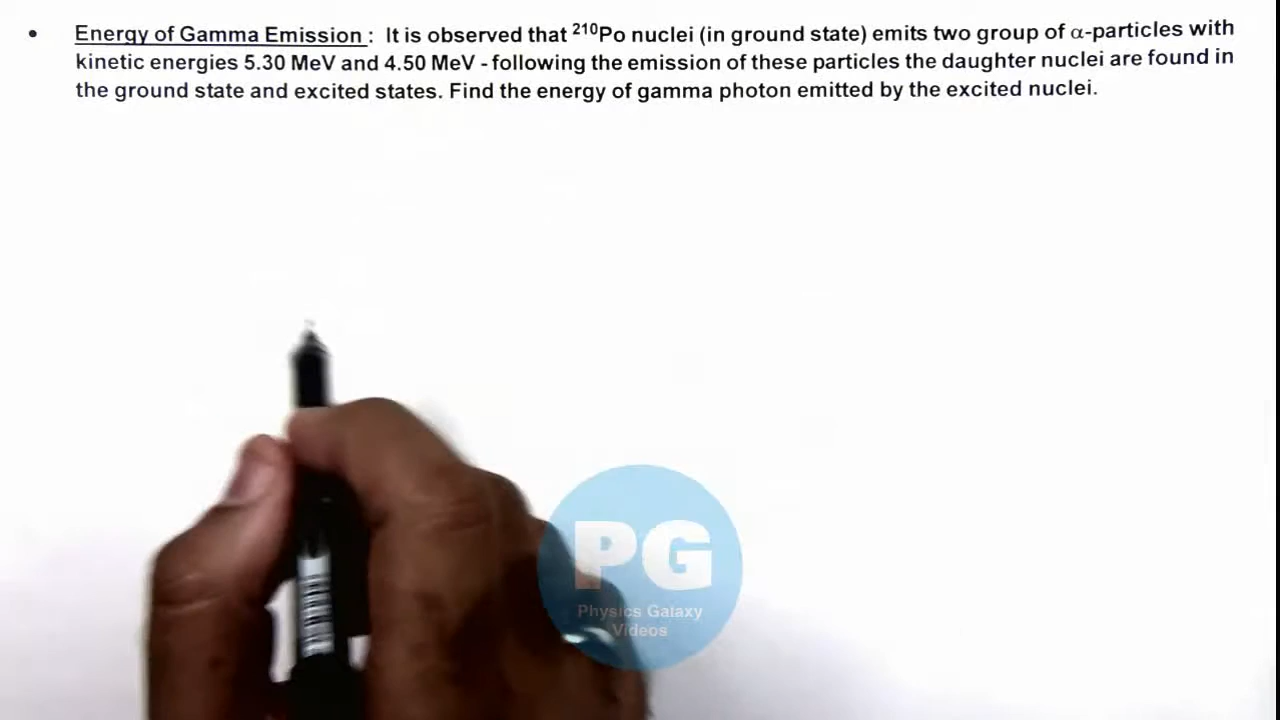 • Energy of Gamma Emission : It is observed that ²¹⁰Po nuclei (in ground state) emits two group of α-particles with
kinetic energies 5.30 MeV and 4.50 MeV - following the emission of these particles the daughter nuclei are found in
the ground state and excited states. Find the energy of gamma photon emitted by the excited nuclei.
PG
Physics Galaxy
Videos